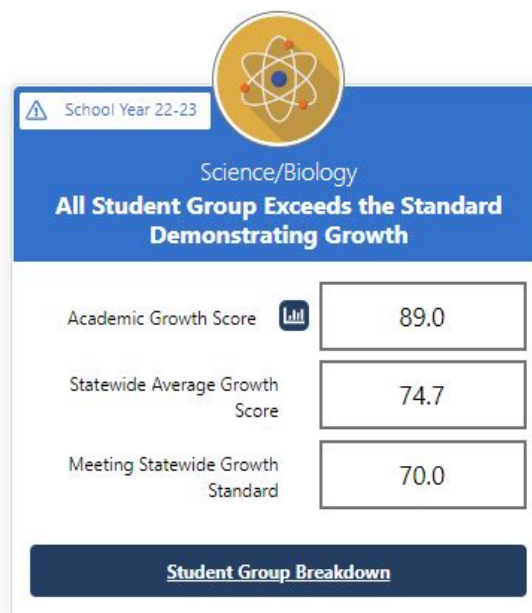 School Year 22-23
Science/Biology
All Student Group Exceeds the Standard
Demonstrating Growth
Academic Growth Score
89.0
Statewide Average Growth
Score
74.7
Meeting Statewide Growth
Standard
70.0
Student Group Breakdown